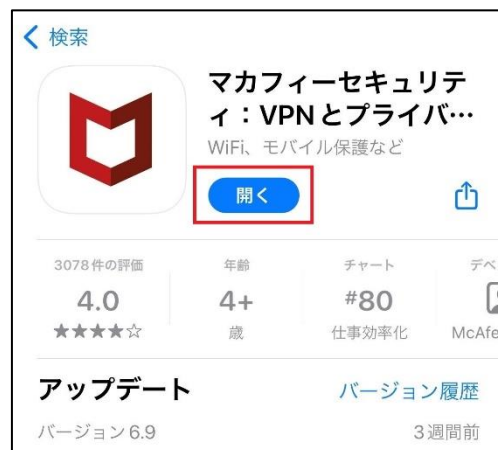 検索
マカフィーセキュリテ
ィ：VPNとプライバ…
WiFi、モバイル保護など
開く
3078件の評価 年齢 チャート
4.0 4+ #80
★★★★☆ 歳 仕事効率化
アップデート バージョン履歴
バージョン 6.9 3週間前